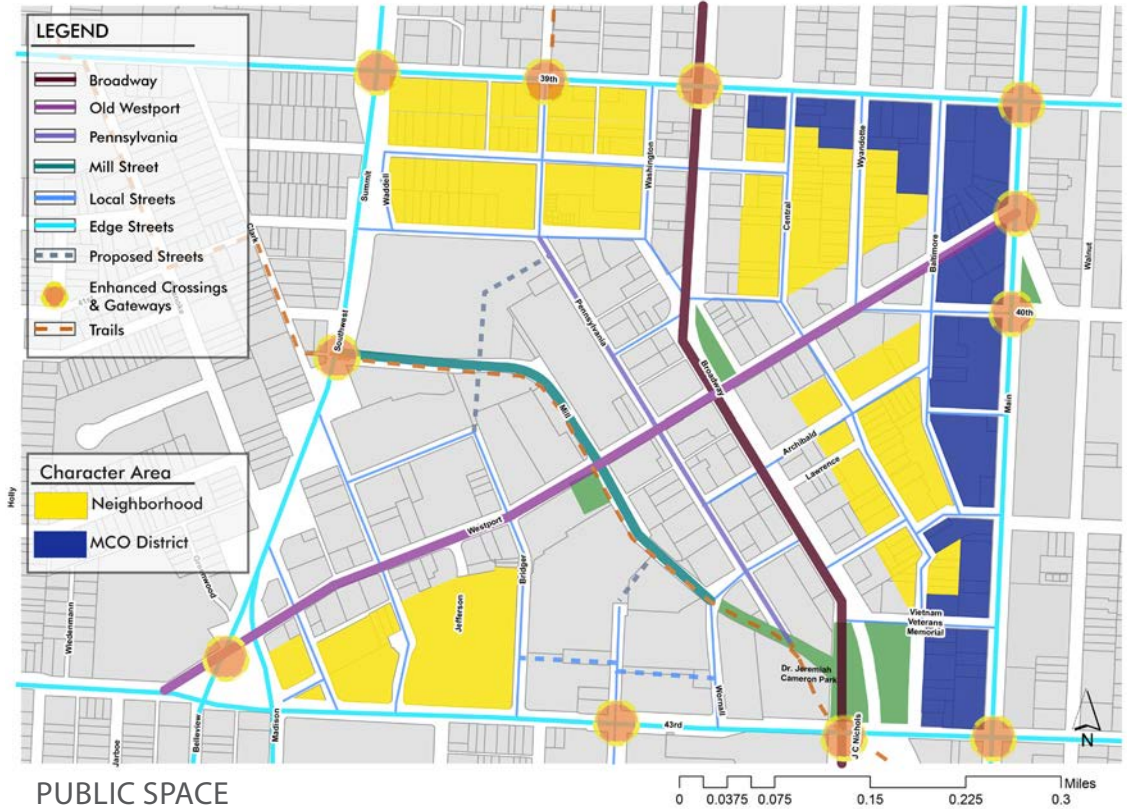 LEGEND
Broadway
Old Westport
Pennsylvania
Mill Street
Local Streets
Edge Streets
Proposed Streets
Enhanced Crossings
& Gateways
Trails
Character Area
Neighborhood
MCO District
39th
Summit
Waddell
Washington
Central
Wyandotte
Baltimore
Walnut
Clark
Southwest
Pennsylvania
Broadway
40th
Main
Mill
Archibald
Lawrence
Holly
Westport
Bridger
Jefferson
Greenwood
Wiedenmann
Vietnam
Veterans
Memorial
Dr. Jeremiah
Cameron Park
Wornall
43rd
J C Nichols
Jarboe
Belleview
Madison
N
PUBLIC SPACE
Miles
0 0.0375 0.075 0.15 0.225 0.3